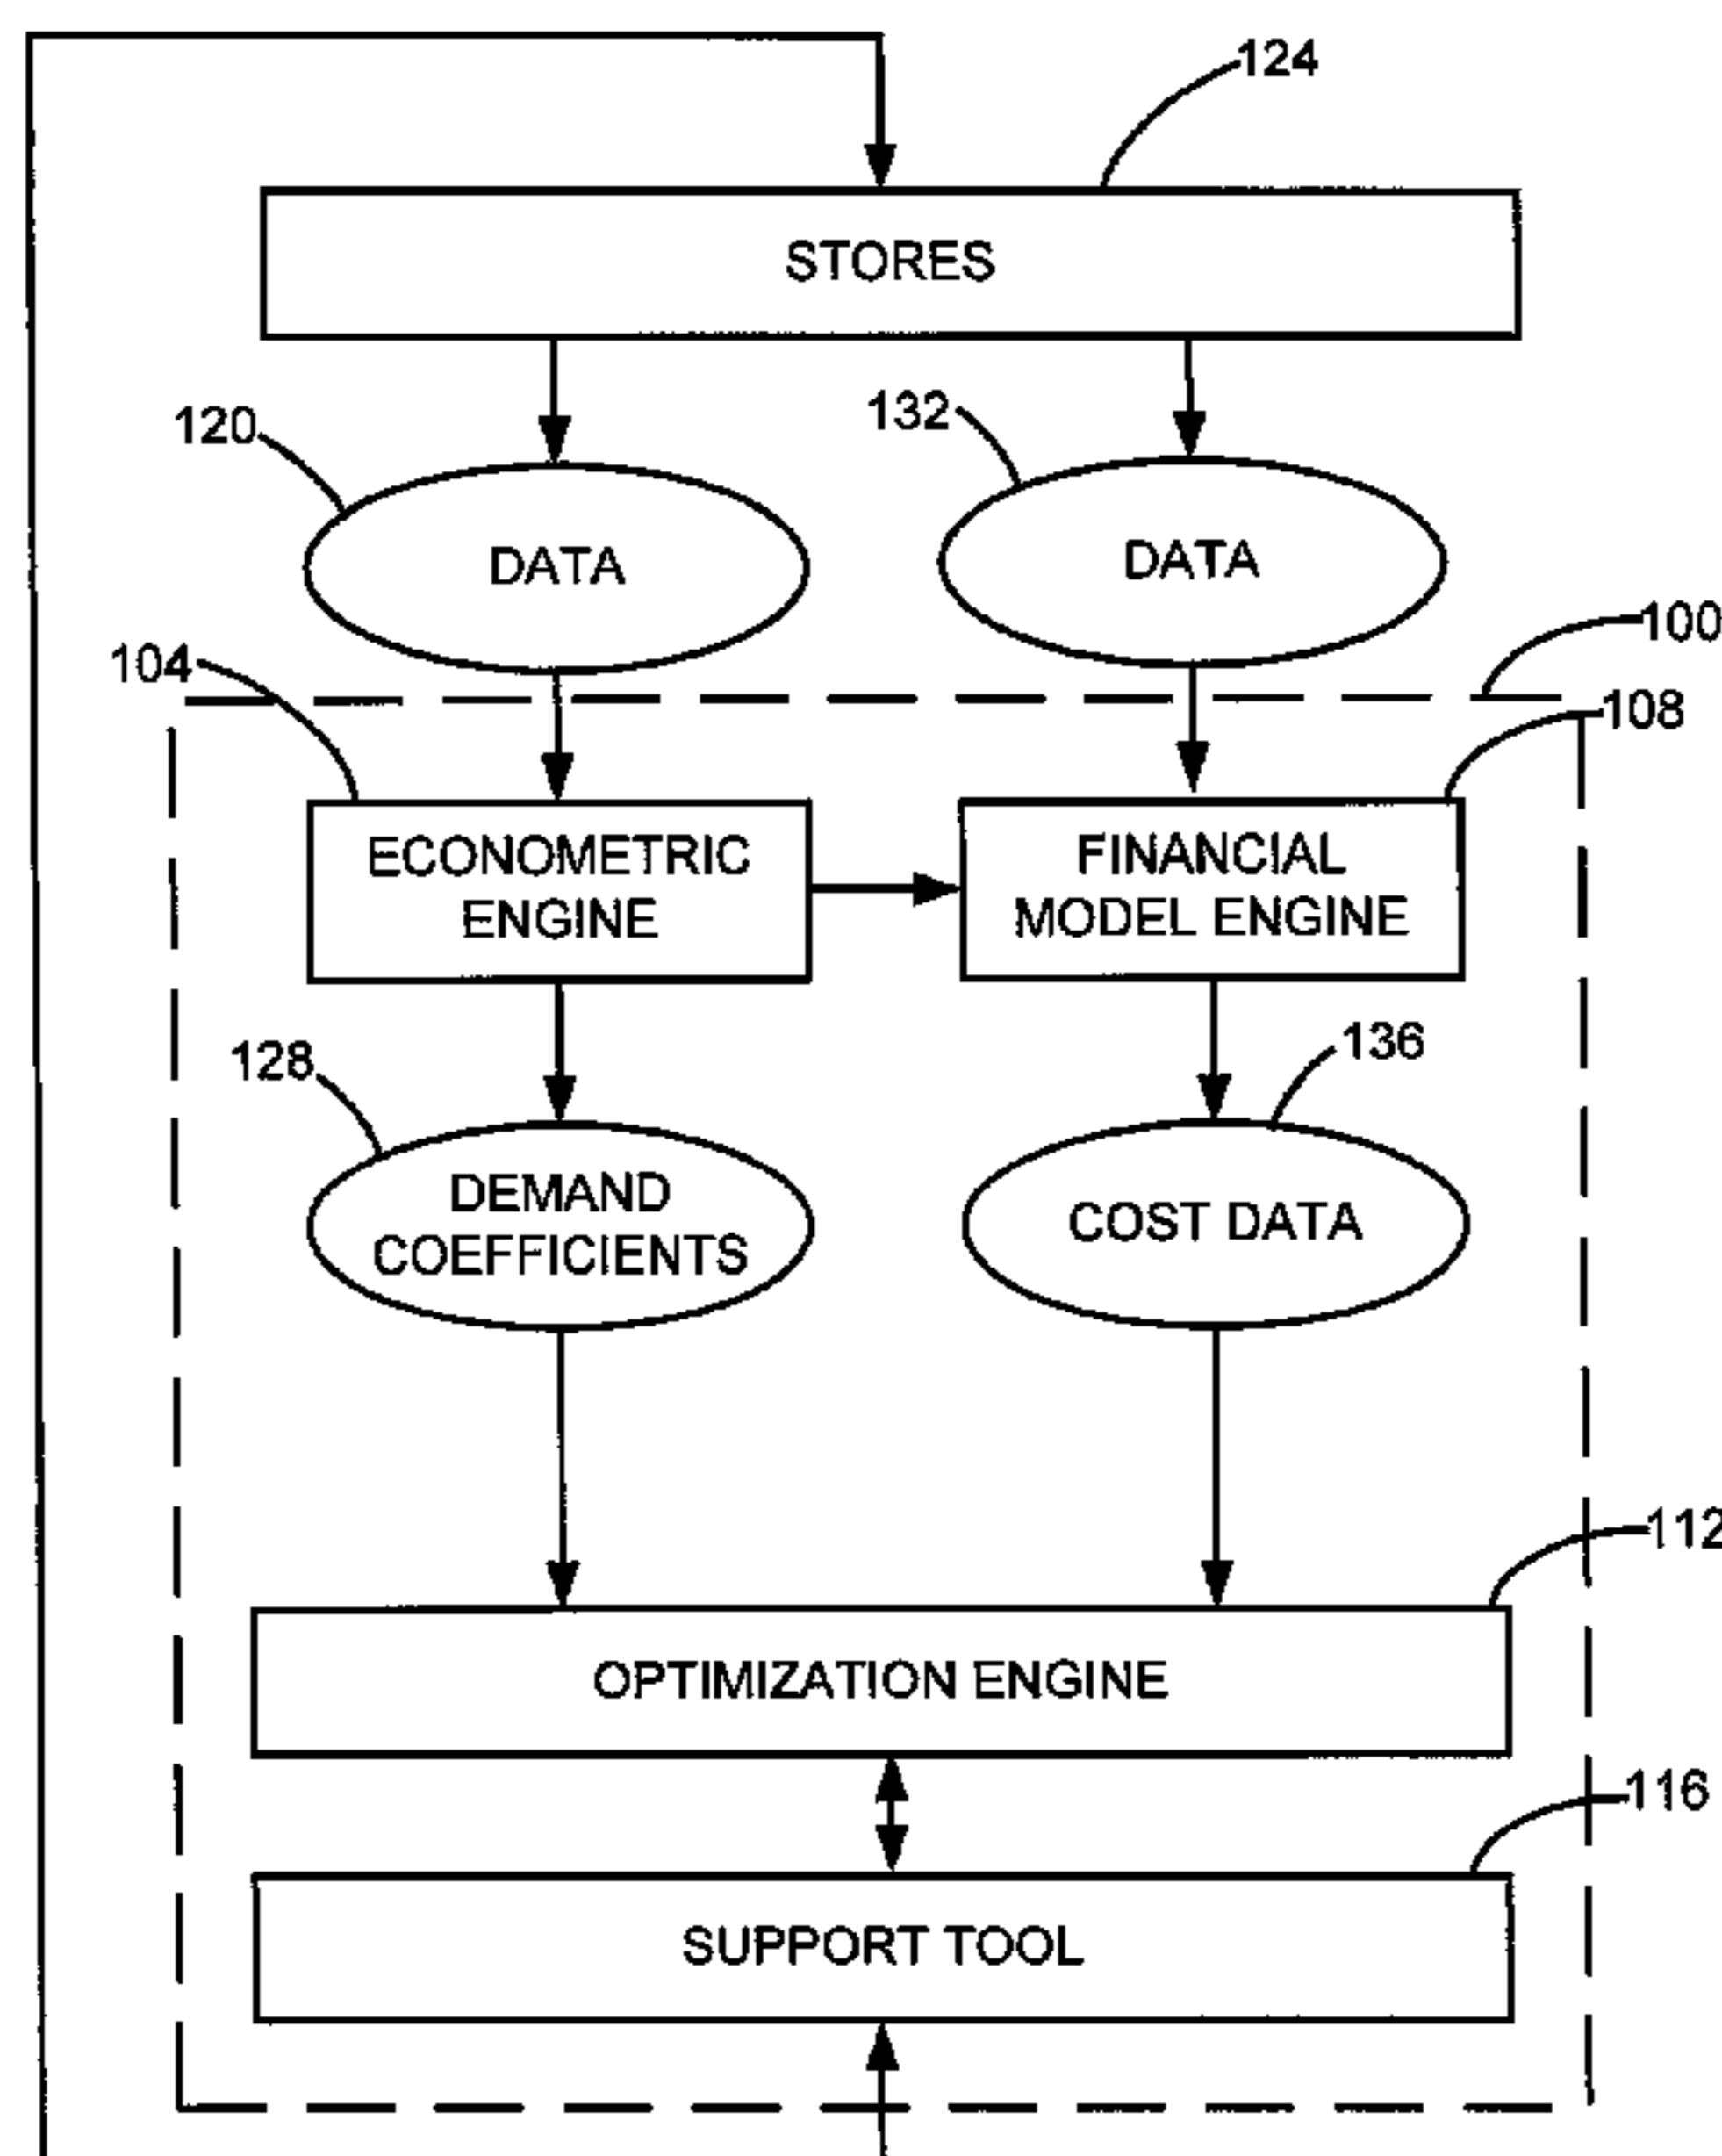 124
STORES
120
132
DATA
DATA
100
104
108
ECONOMETRIC
ENGINE
FINANCIAL
MODEL ENGINE
128
136
DEMAND
COEFFICIENTS
COST DATA
112
OPTIMIZATION ENGINE
116
SUPPORT TOOL